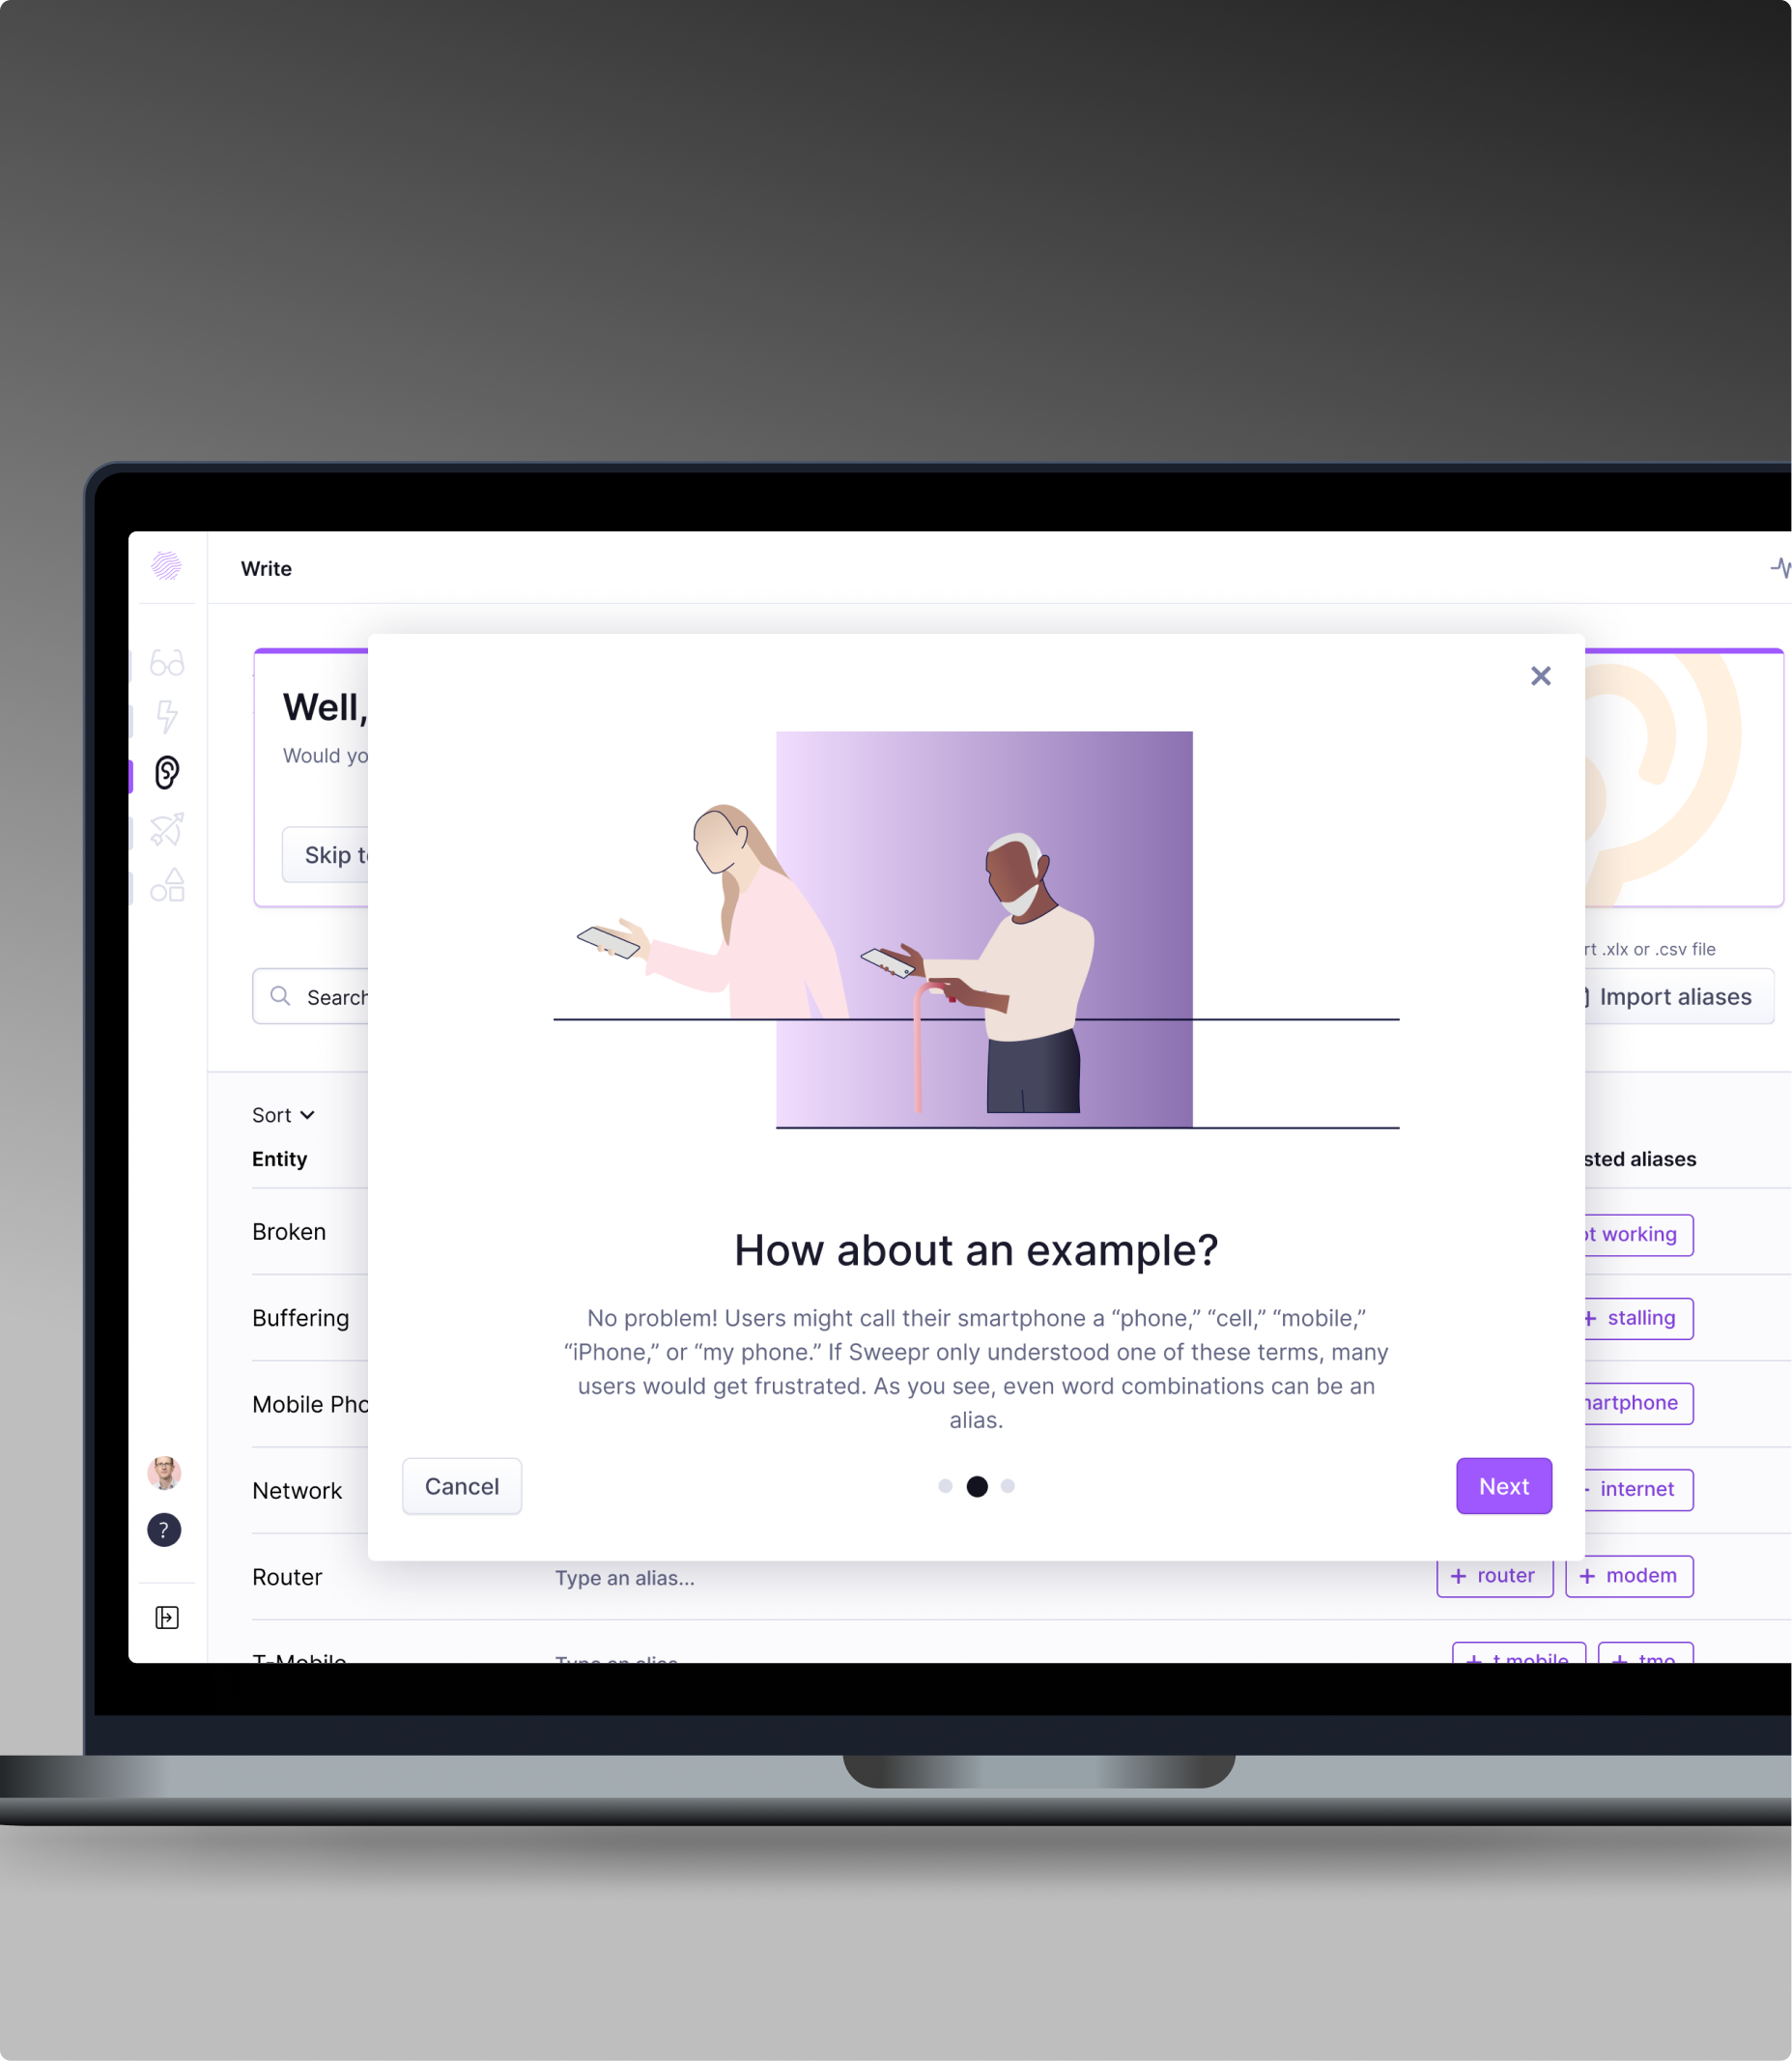 Write
Well,
Would yo
Skip to
rt .xlx or .csv file
Search
Import aliases
Sort
Entity
sted aliases
Broken
ot working
Buffering
+ stalling
Mobile Pho
martphone
Network
internet
Router
Type an alias...
+ router
+ modem
T-Mobile
Type an alias
+ t mobile
+ tmo
How about an example?
No problem! Users might call their smartphone a “phone,” “cell,” “mobile,”
“iPhone,” or “my phone.” If Sweepr only understood one of these terms, many
users would get frustrated. As you see, even word combinations can be an
alias.
Cancel
Next
?